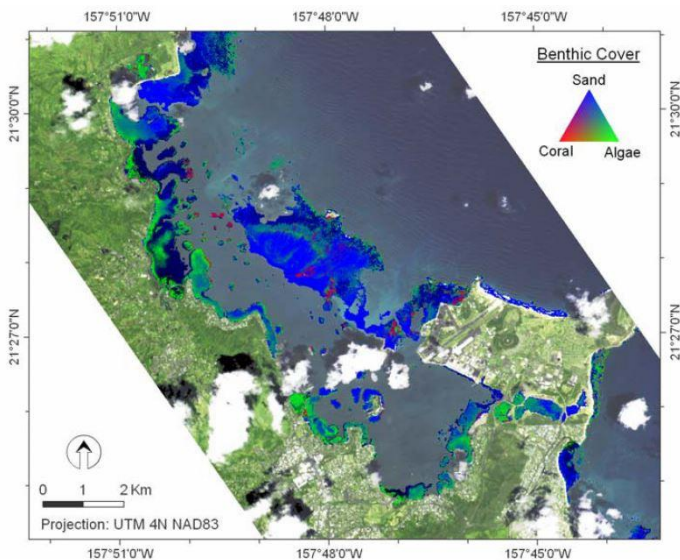 157°51'0"W 157°48'0"W 157°45'0"W
Benthic Cover
Sand
Coral Algae
21°30'0"N 21°30'0"N
21°27'0"N 21°27'0"N
0 1 2 Km
Projection: UTM 4N NAD83
157°51'0"W 157°48'0"W 157°45'0"W